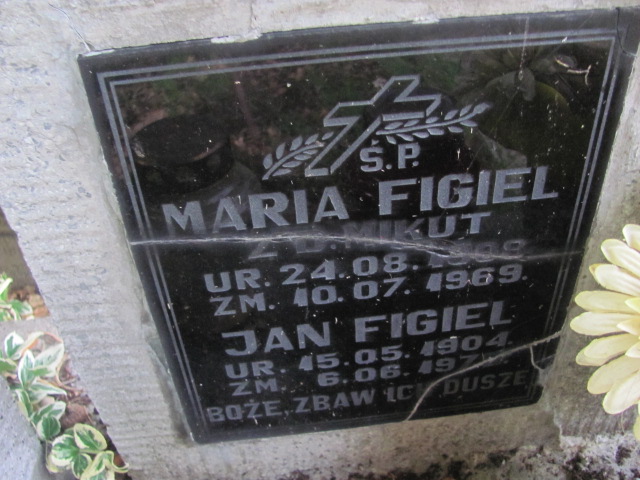 Ś.P.
MARIA FIGIEL
Z D. MIKUT
UR. 24.08.
ZM. 10.07.1969.
JAN FIGIEL
UR. 15.05.1904.
ZM. 6.06.
BOŻE, ZBAW ICH DUSZE